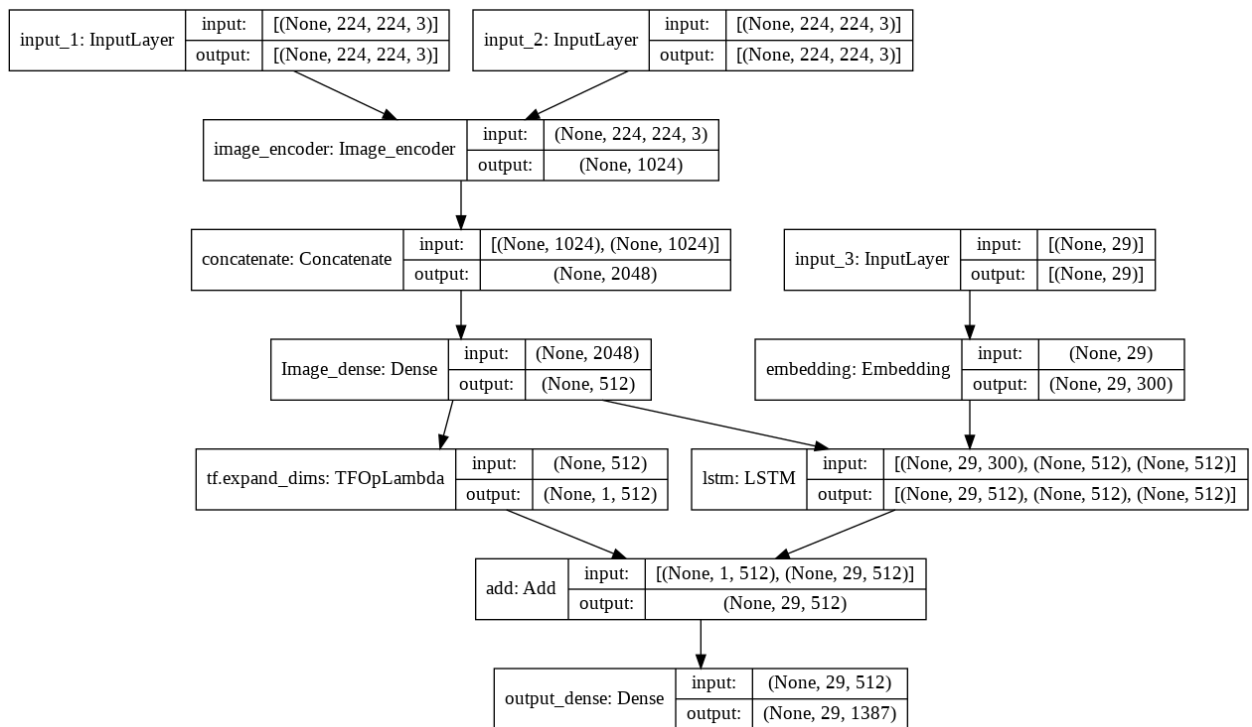 input_1: InputLayer
input: [(None, 224, 224, 3)]
output: [(None, 224, 224, 3)]
input_2: InputLayer
input: [(None, 224, 224, 3)]
output: [(None, 224, 224, 3)]
image_encoder: Image_encoder
input: (None, 224, 224, 3)
output: (None, 1024)
concatenate: Concatenate
input: [(None, 1024), (None, 1024)]
output: (None, 2048)
input_3: InputLayer
input: [(None, 29)]
output: [(None, 29)]
Image_dense: Dense
input: (None, 2048)
output: (None, 512)
embedding: Embedding
input: (None, 29)
output: (None, 29, 300)
tf.expand_dims: TFOpLambda
input: (None, 512)
output: (None, 1, 512)
lstm: LSTM
input: [(None, 29, 300), (None, 512), (None, 512)]
output: [(None, 29, 512), (None, 512), (None, 512)]
add: Add
input: [(None, 1, 512), (None, 29, 512)]
output: (None, 29, 512)
output_dense: Dense
input: (None, 29, 512)
output: (None, 29, 1387)